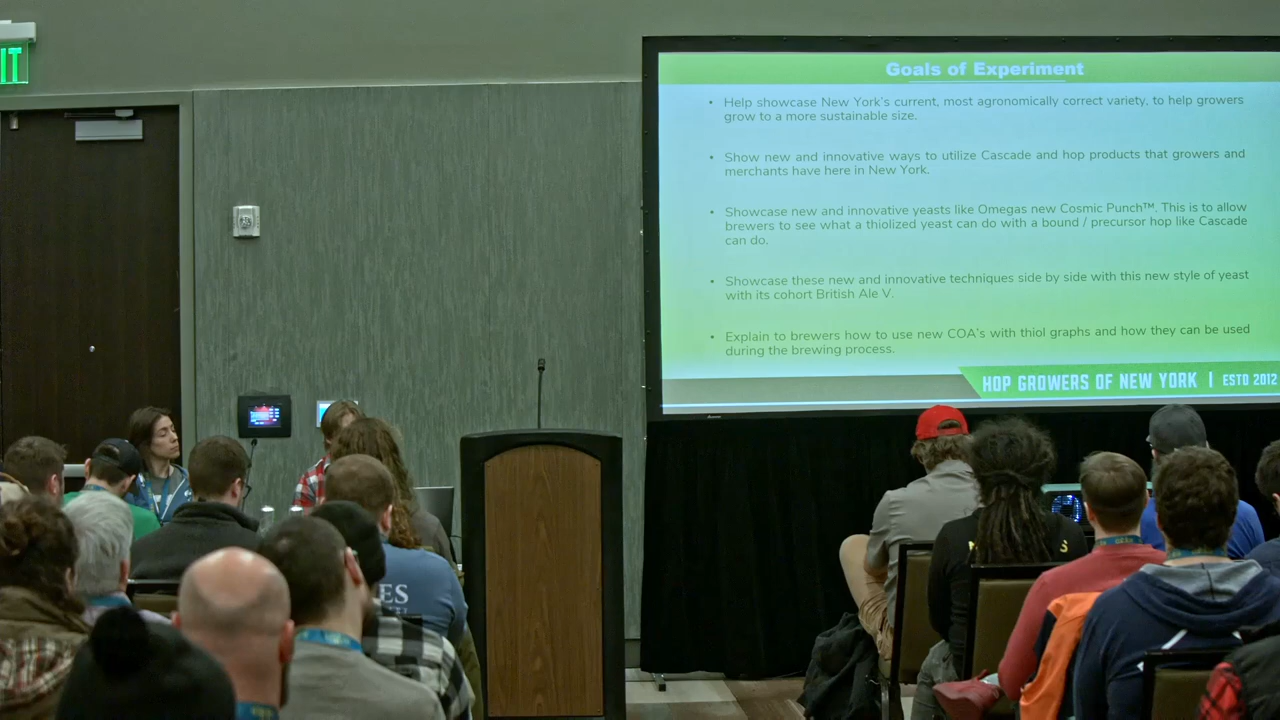 IT
Goals of Experiment
• Help showcase New York's current, most agronomically correct variety, to help growers
grow to a more sustainable size.
• Show new and innovative ways to utilize Cascade and hop products that growers and
merchants have here in New York.
• Showcase new and innovative yeasts like Omegas new Cosmic Punch™. This is to allow
brewers to see what a thiolized yeast can do with a bound / precursor hop like Cascade
can do.
• Showcase these new and innovative techniques side by side with this new style of yeast
with its cohort British Ale V.
• Explain to brewers how to use new COA's with thiol graphs and how they can be used
during the brewing process.
HOP GROWERS OF NEW YORK | ESTD 2012
ES